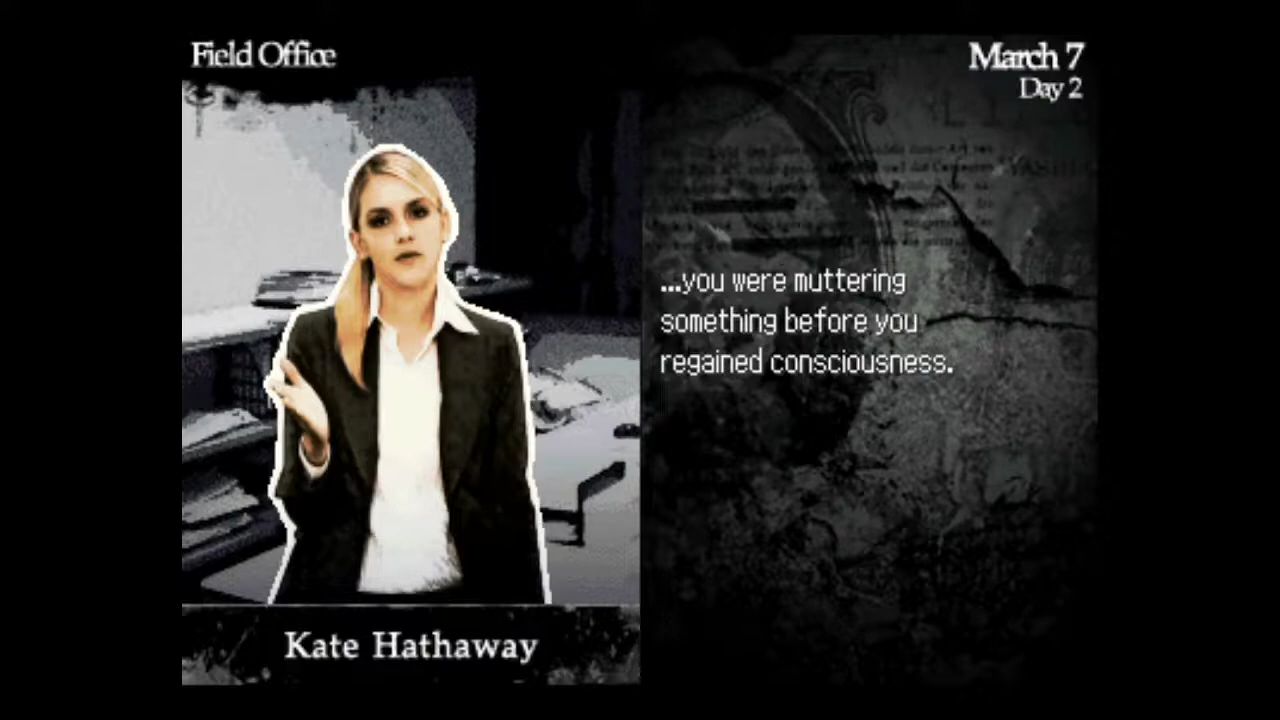 Field Office
March 7
Day 2
...you were muttering
something before you
regained consciousness.
Kate Hathaway